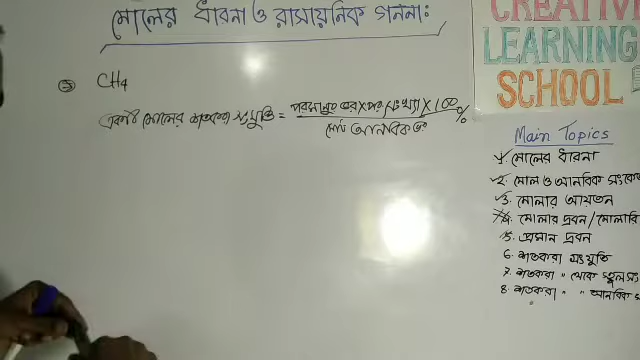 মোলের ধারনা ও রাসায়নিক গননাঃ
CREATIVE
LEARNING
SCHOOL
CH4
একটি মৌলের শতকরা সংযুতি = পরমানুর ভর × পর সংখ্যা × 100 %
মোট আনবিক ভর
Main Topics
1. মোলের ধারনা
2. মোল ও আনবিক সংকেত
3. মোলার আয়তন
4. মোলার দ্রবন / মোলারি
5. প্রমান দ্রবন
6. শতকরা সংযুতি
7. শতকরা " থেকে স্থূল সং
8. শতকরা " " আনবিক স